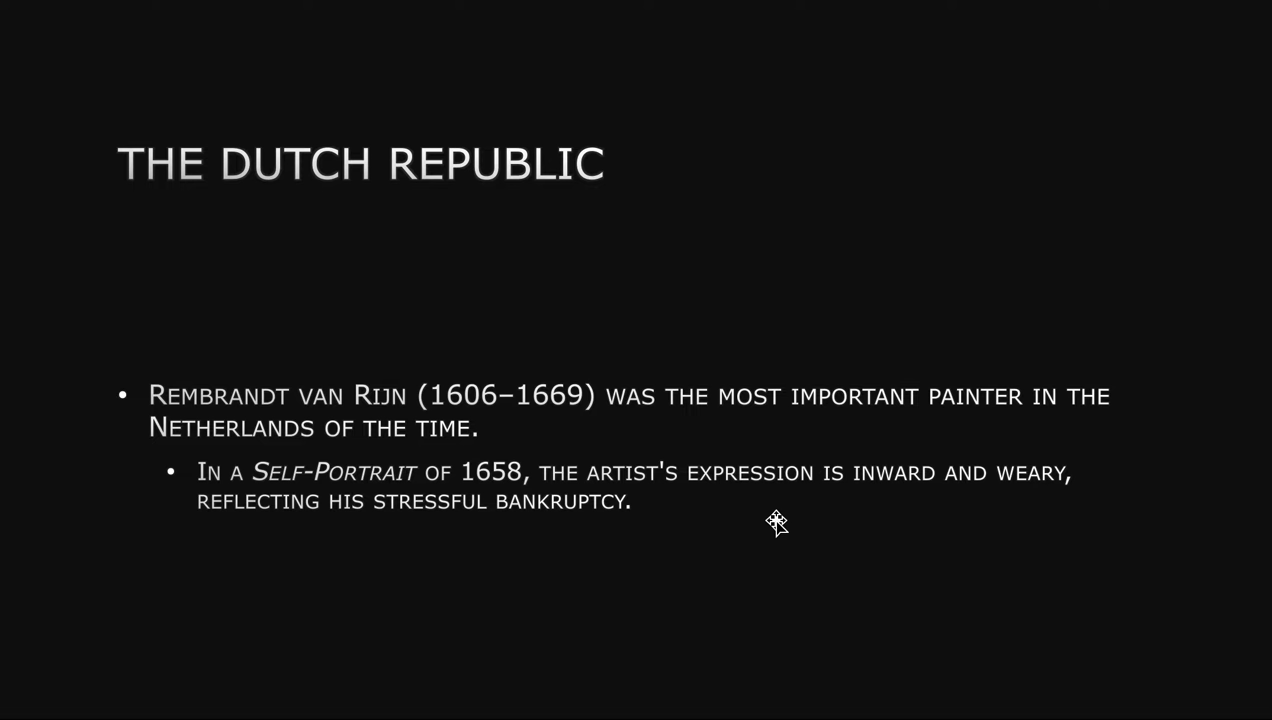 THE DUTCH REPUBLIC
• Rembrandt van Rijn (1606–1669) was the most important painter in the
Netherlands of the time.
• In a Self-Portrait of 1658, the artist's expression is inward and weary,
reflecting his stressful bankruptcy.